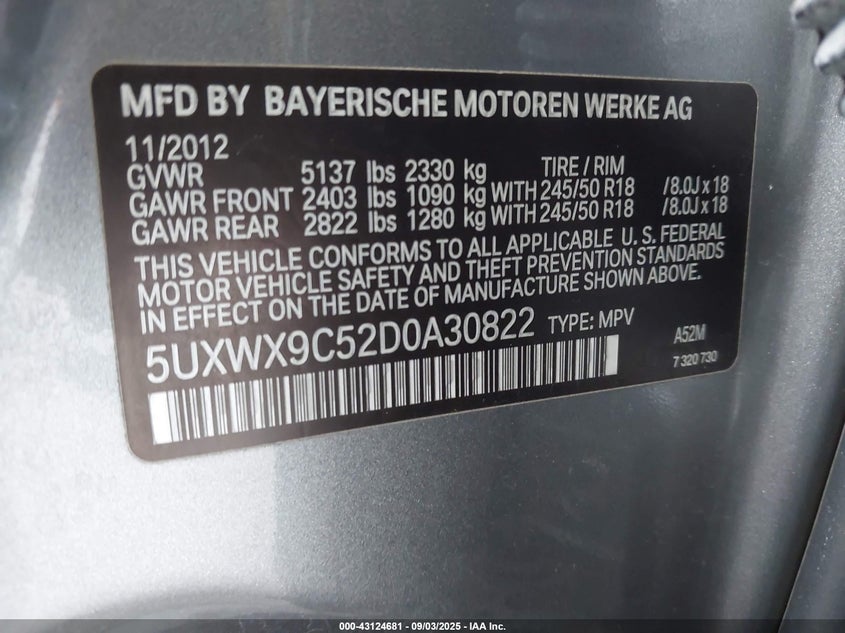 MFD BY BAYERISCHE MOTOREN WERKE AG
11/2012
GVWR 5137 lbs 2330 kg TIRE / RIM
GAWR FRONT 2403 lbs 1090 kg WITH 245/50 R18 / 8.0J x 18
GAWR REAR 2822 lbs 1280 kg WITH 245/50 R18 / 8.0J x 18
THIS VEHICLE CONFORMS TO ALL APPLICABLE U. S. FEDERAL
MOTOR VEHICLE SAFETY AND THEFT PREVENTION STANDARDS
IN EFFECT ON THE DATE OF MANUFACTURE SHOWN ABOVE.
5UXWX9C52D0A30822 TYPE: MPV A52M
7 320 730
000-43124681 - 09/03/2025 - IAA Inc.